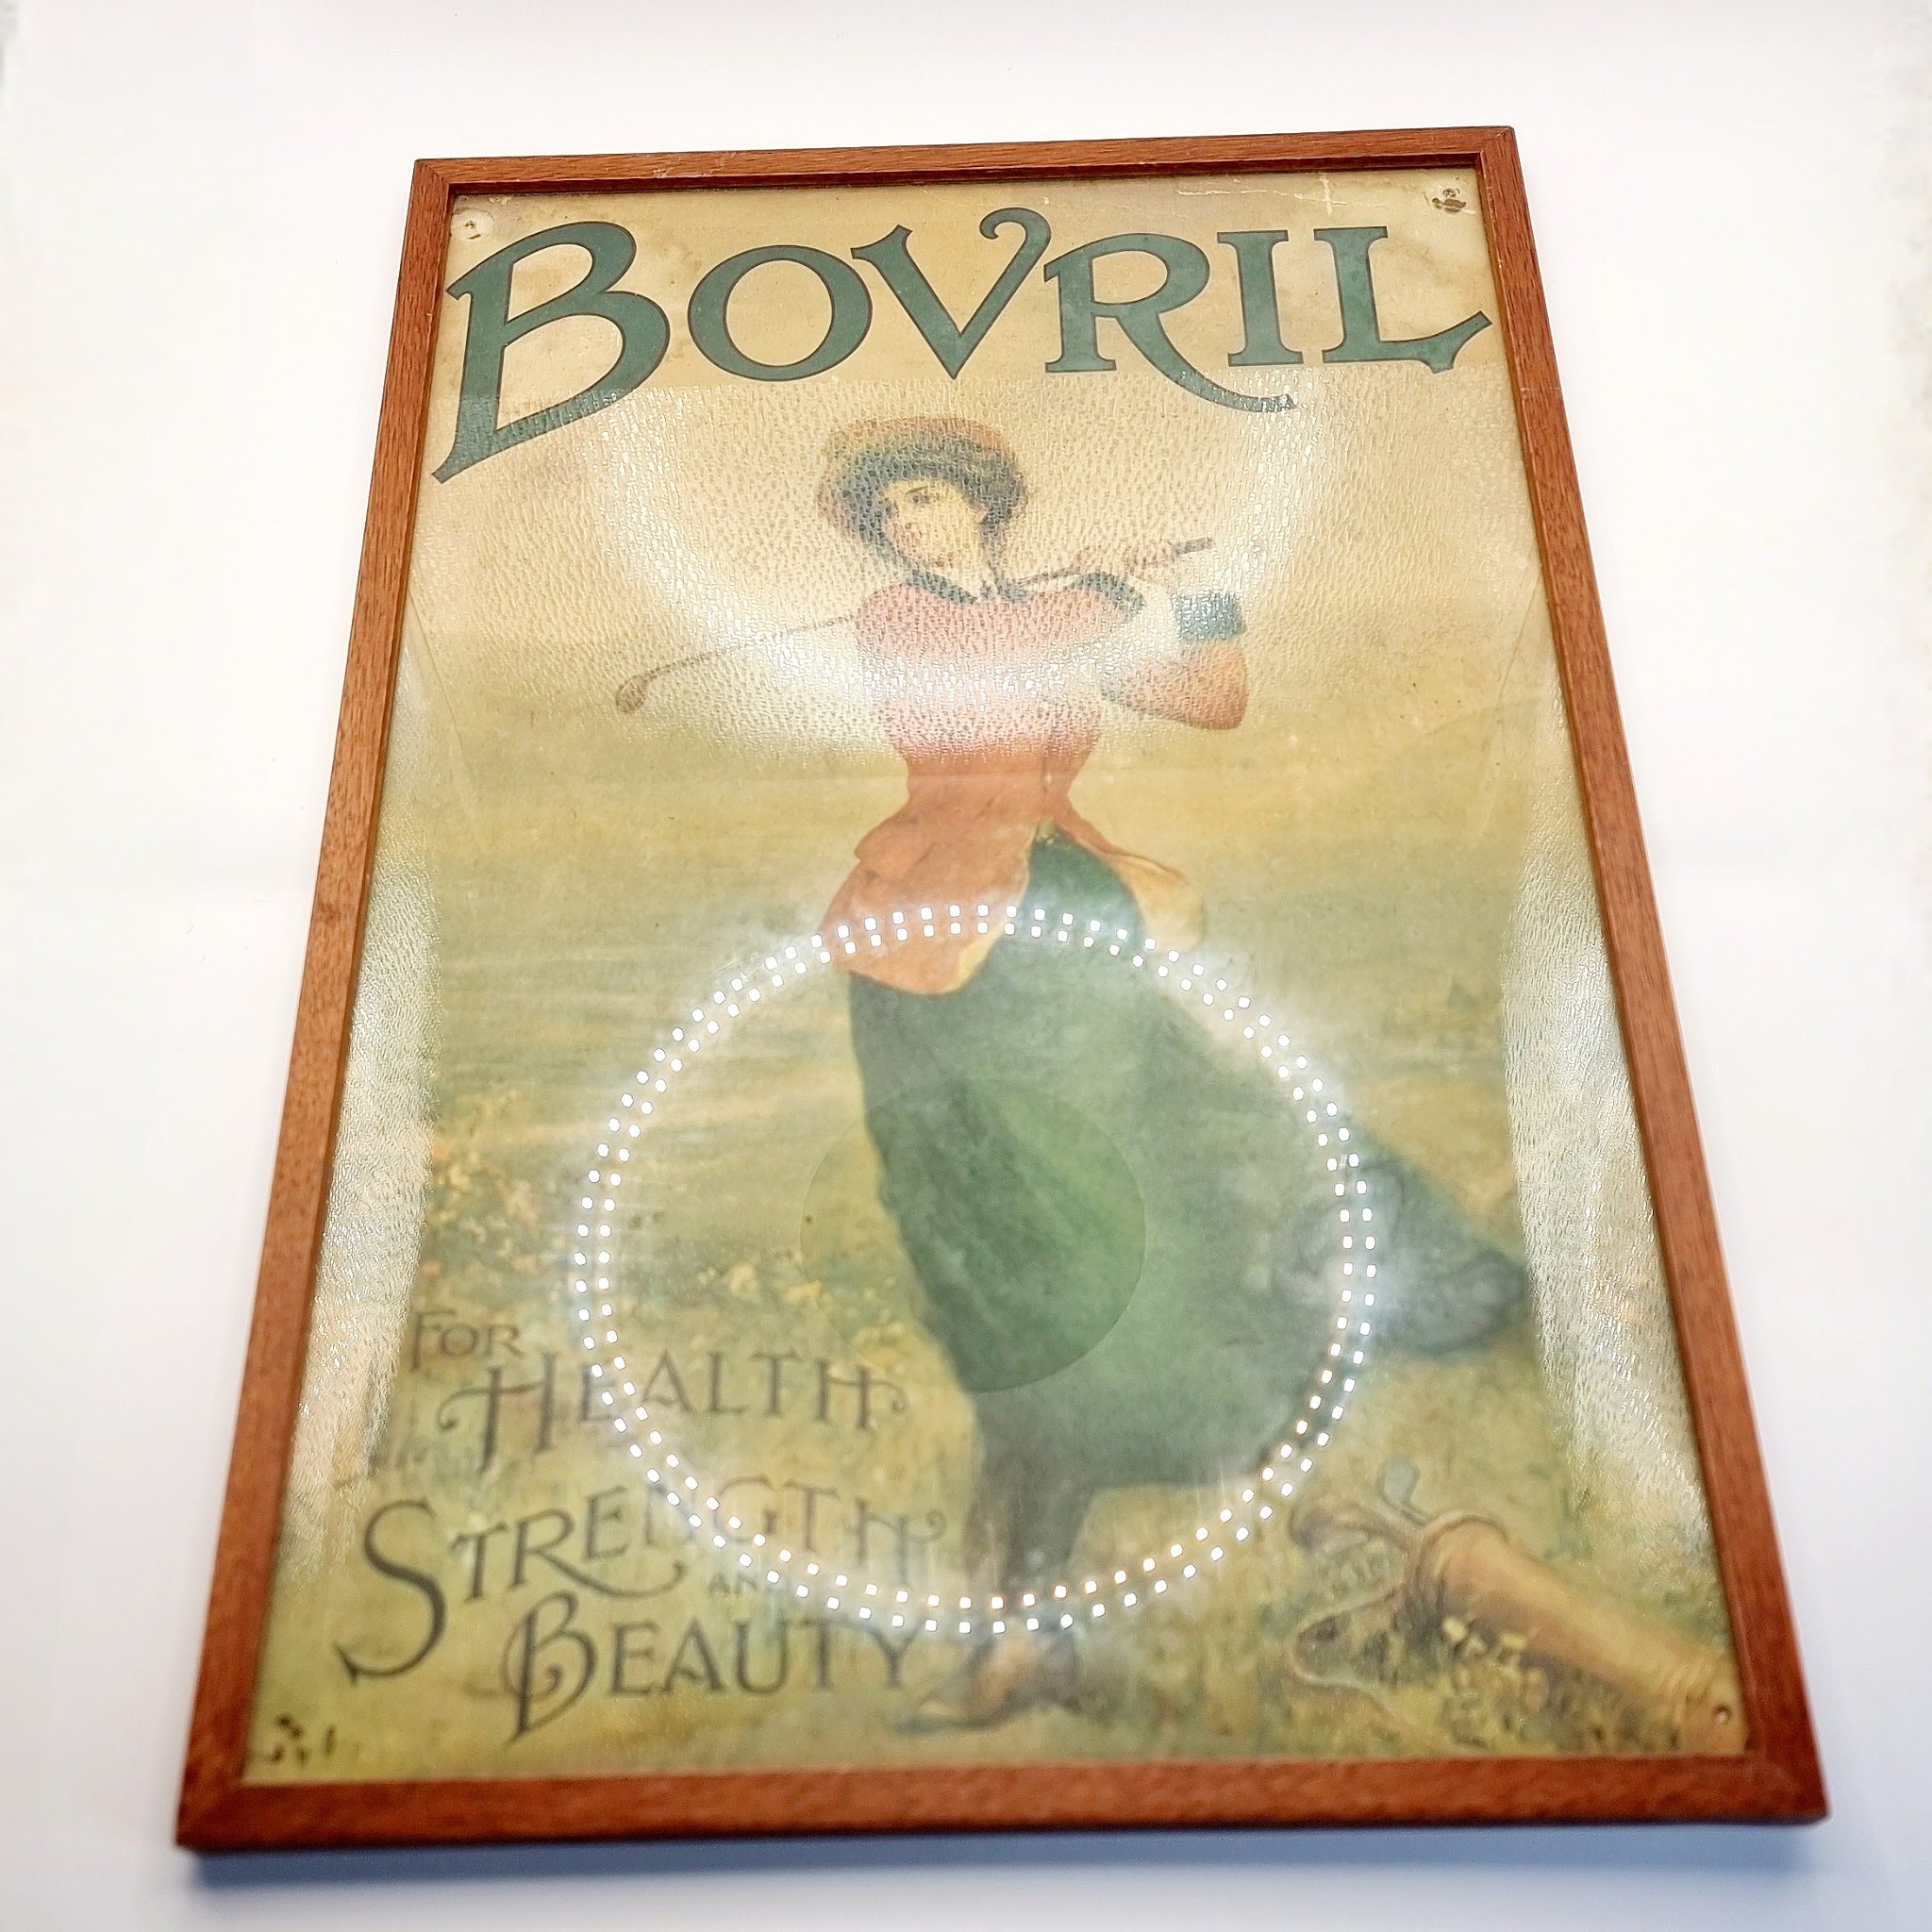 BOVRIL
FOR
HEALTH
STRENGTH
AND
BEAUTY